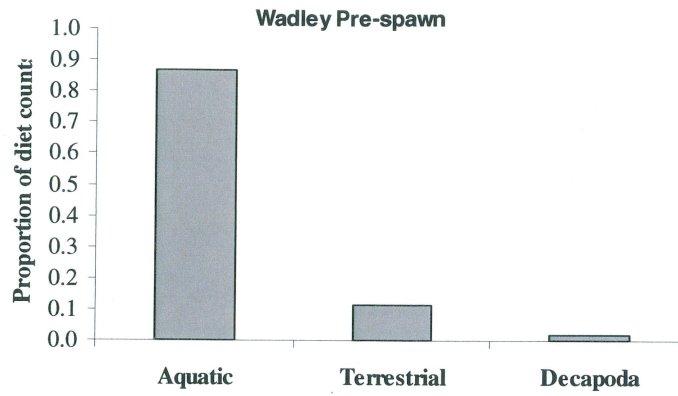 Wadley Pre-spawn
Proportion of diet counts
1.0
0.9
0.8
0.7
0.6
0.5
0.4
0.3
0.2
0.1
0.0
Aquatic
Terrestrial
Decapoda